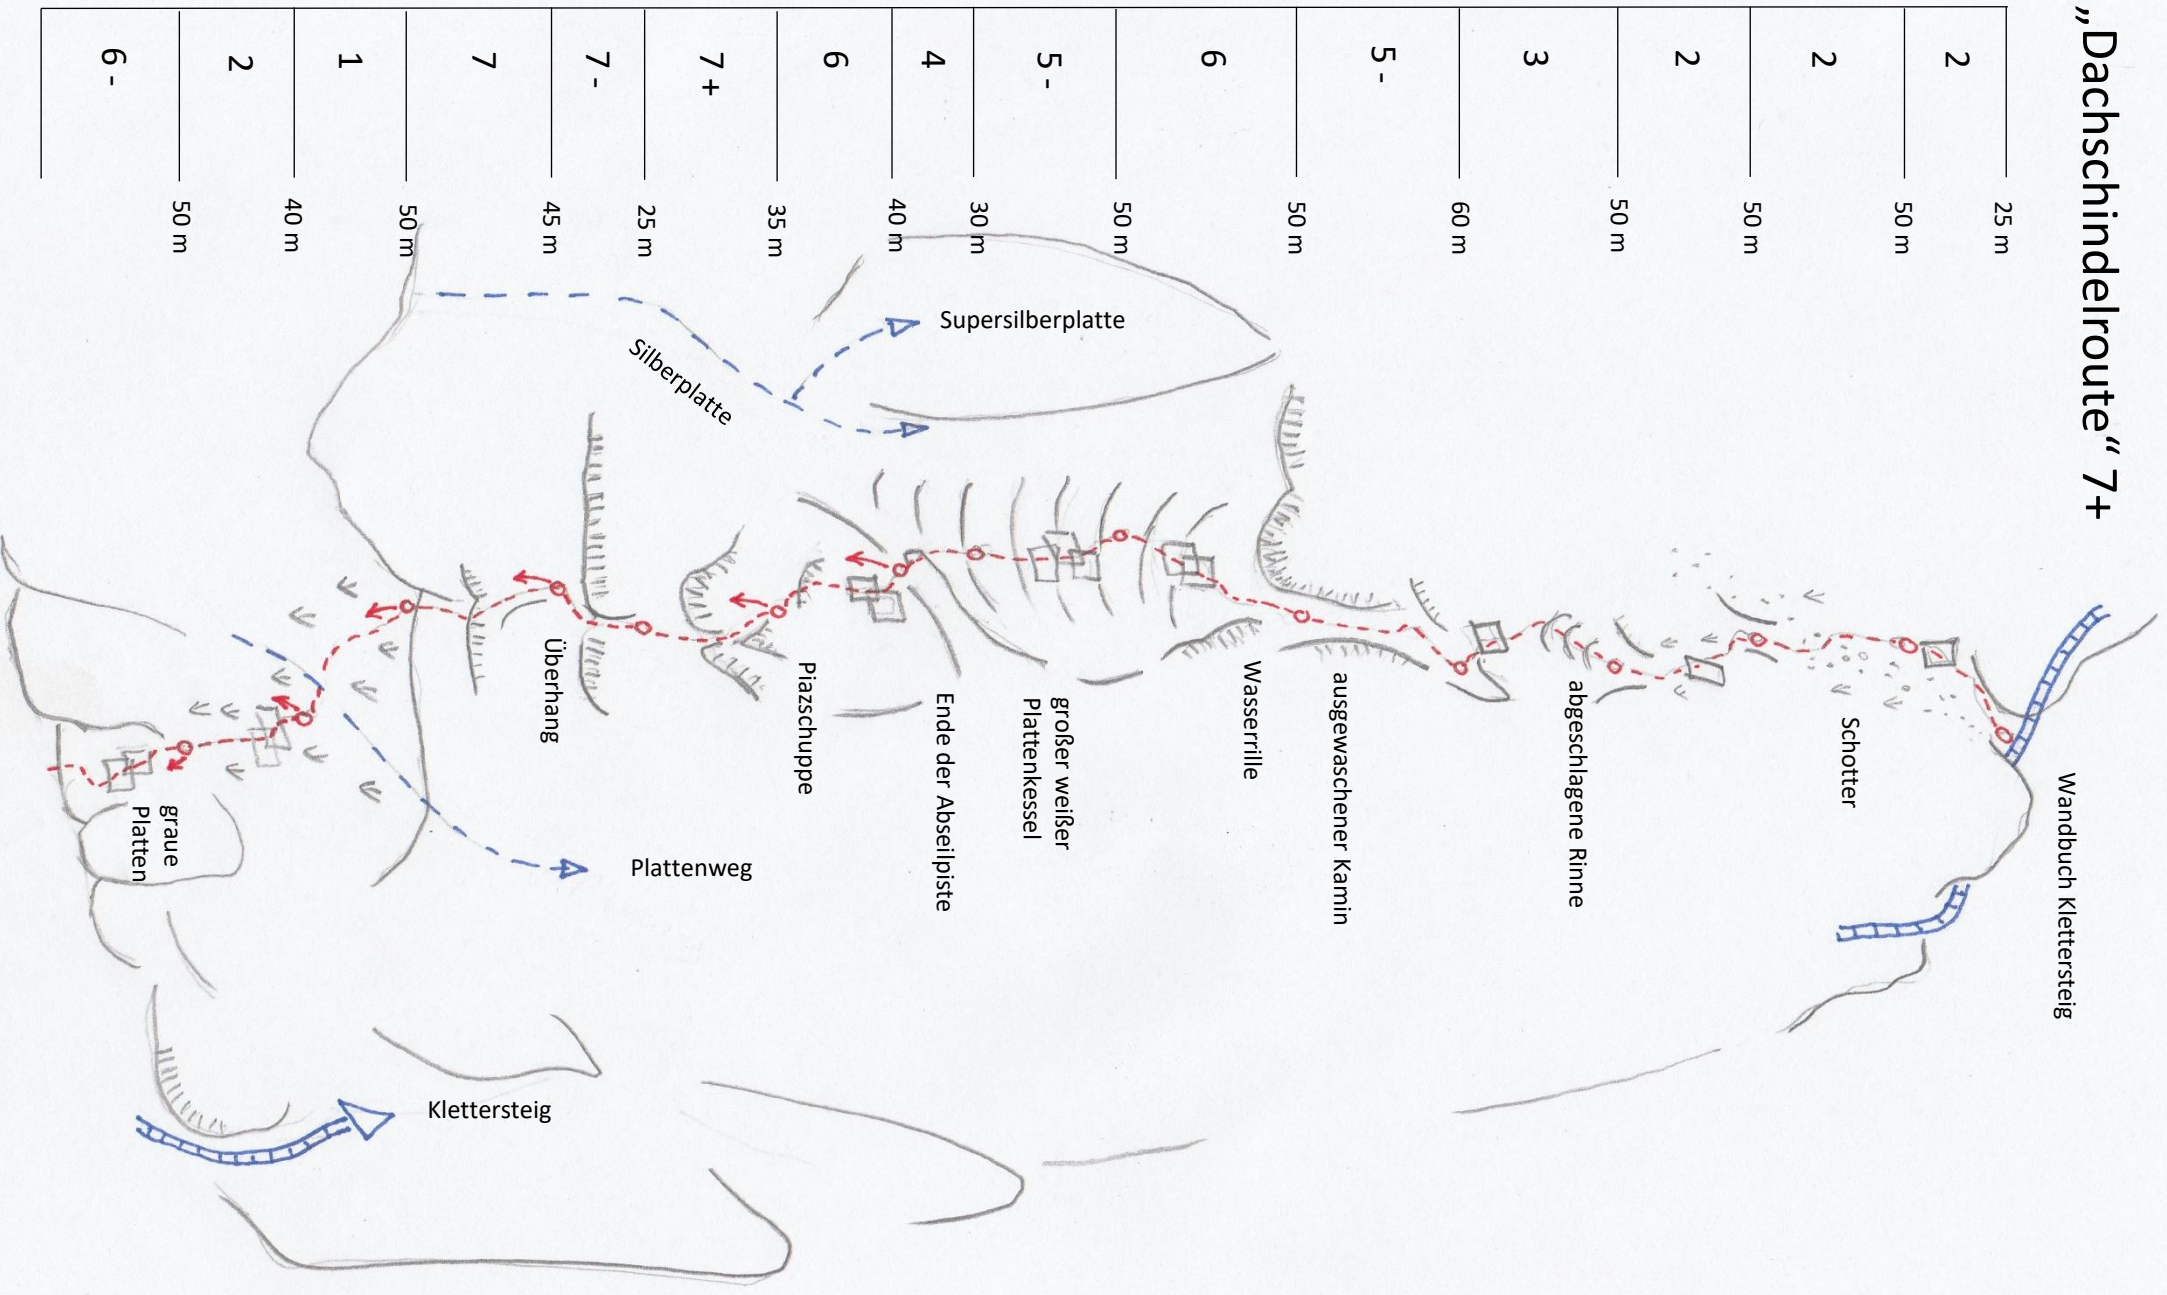 „Dachschindelroute“ 7+
2
25 m
2
50 m
2
50 m
3
50 m
5 -
60 m
6
50 m
5 -
50 m
4
30 m
6
40 m
7 +
35 m
7 -
25 m
7
45 m
1
50 m
2
40 m
6 -
50 m
Wandbuch Klettersteig
Schotter
abgeschlagene Rinne
ausgewaschener Kamin
Wasserrille
großer weißer
Plattenkessel
Ende der Abseilpiste
Piazschuppe
Überhang
graue
Platten
Supersilberplatte
Silberplatte
Plattenweg
Klettersteig
2
50 m